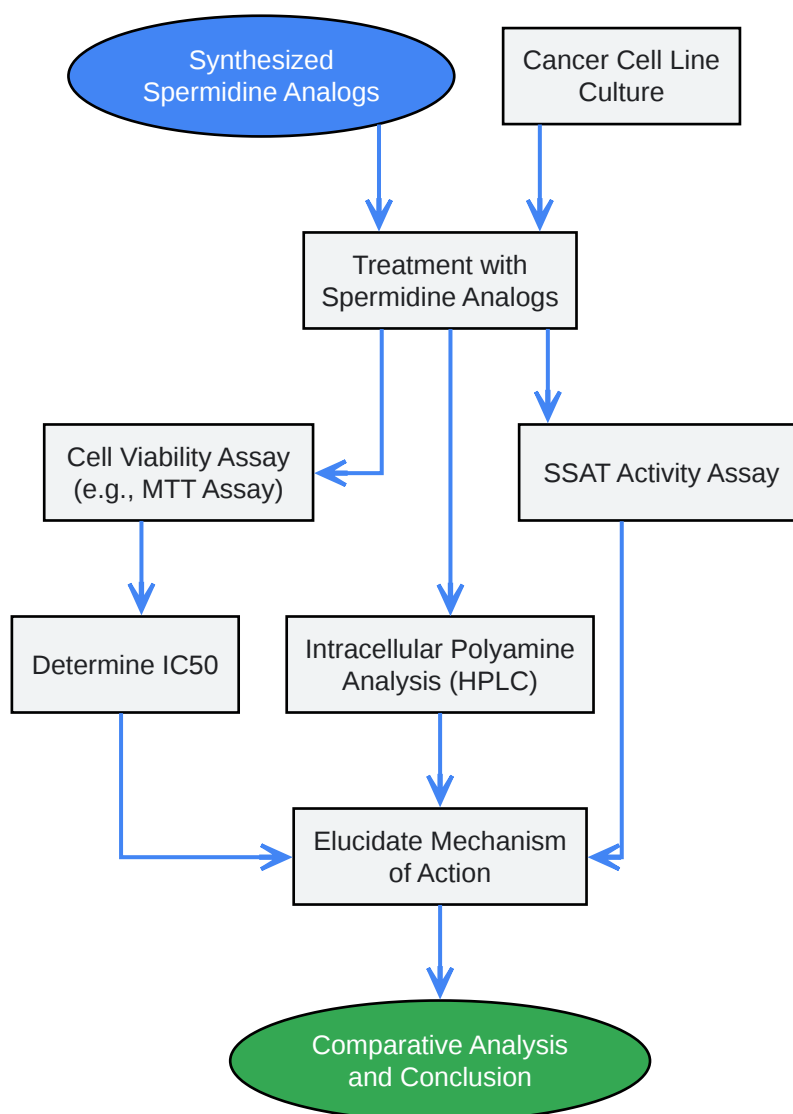 Synthesized
Spermidine Analogs
Cancer Cell Line
Culture
Treatment with
Spermidine Analogs
Cell Viability Assay
(e.g., MTT Assay)
SSAT Activity Assay
Determine IC50
Intracellular Polyamine
Analysis (HPLC)
Elucidate Mechanism
of Action
Comparative Analysis
and Conclusion